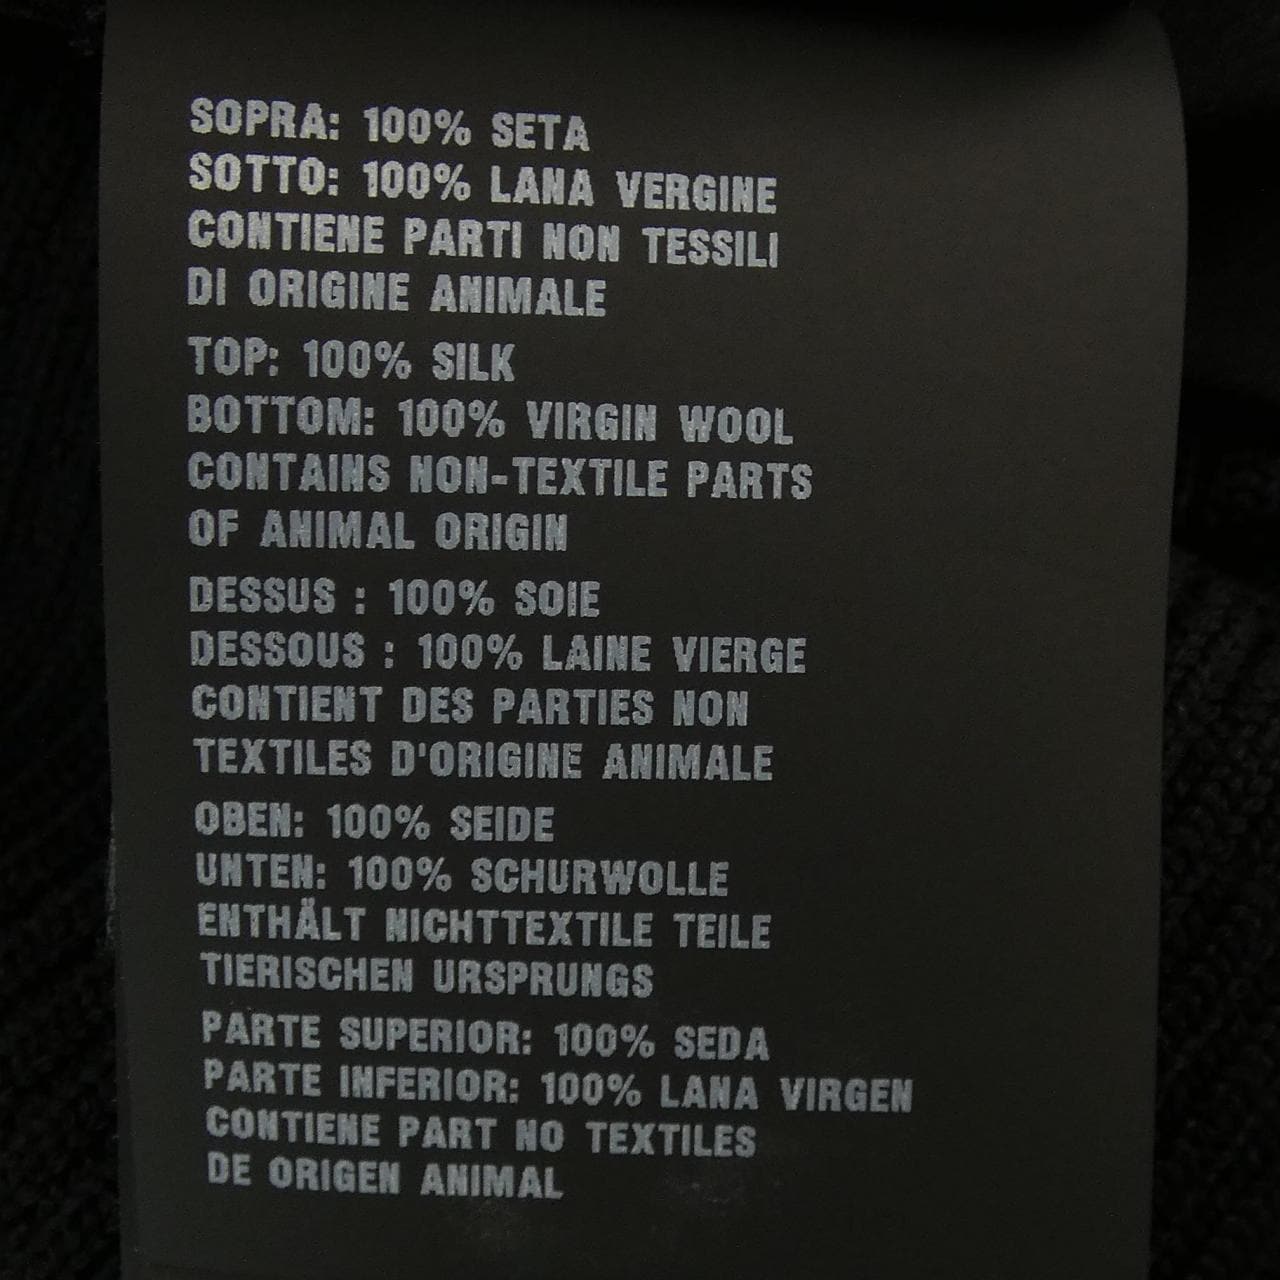 SOPRA: 100% SETA
SOTTO: 100% LANA VERGINE
CONTIENE PARTI NON TESSILI
DI ORIGINE ANIMALE
TOP: 100% SILK
BOTTOM: 100% VIRGIN WOOL
CONTAINS NON-TEXTILE PARTS
OF ANIMAL ORIGIN
DESSUS : 100% SOIE
DESSOUS : 100% LAINE VIERGE
CONTIENT DES PARTIES NON
TEXTILES D'ORIGINE ANIMALE
OBEN: 100% SEIDE
UNTEN: 100% SCHURWOLLE
ENTHÄLT NICHTTEXTILE TEILE
TIERISCHEN URSPRUNGS
PARTE SUPERIOR: 100% SEDA
PARTE INFERIOR: 100% LANA VIRGEN
CONTIENE PART NO TEXTILES
DE ORIGEN ANIMAL